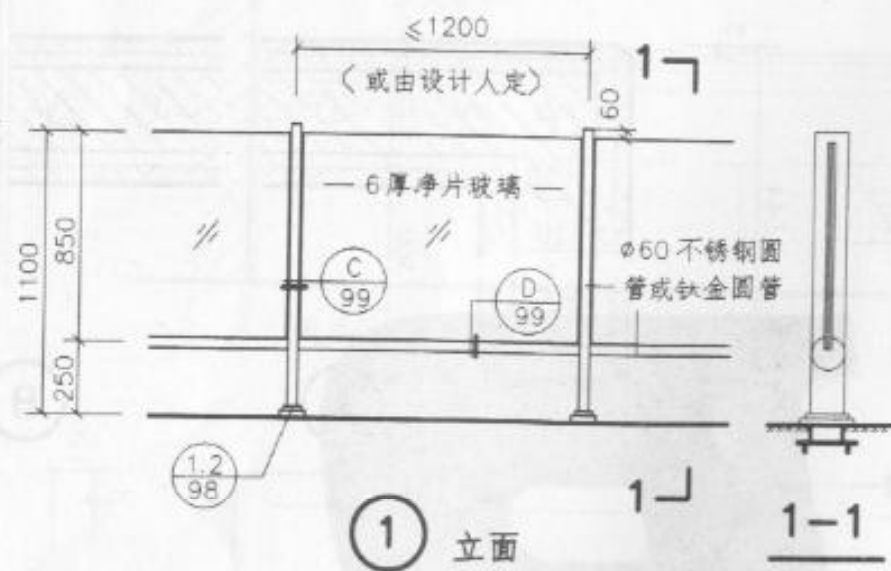 ≤1200
(或由设计人定)
1
60
6厚净片玻璃
1100
850
250
C
99
D
99
ø60 不锈钢圆
管或钛金圆管
1.2
98
1
1 立面
1-1